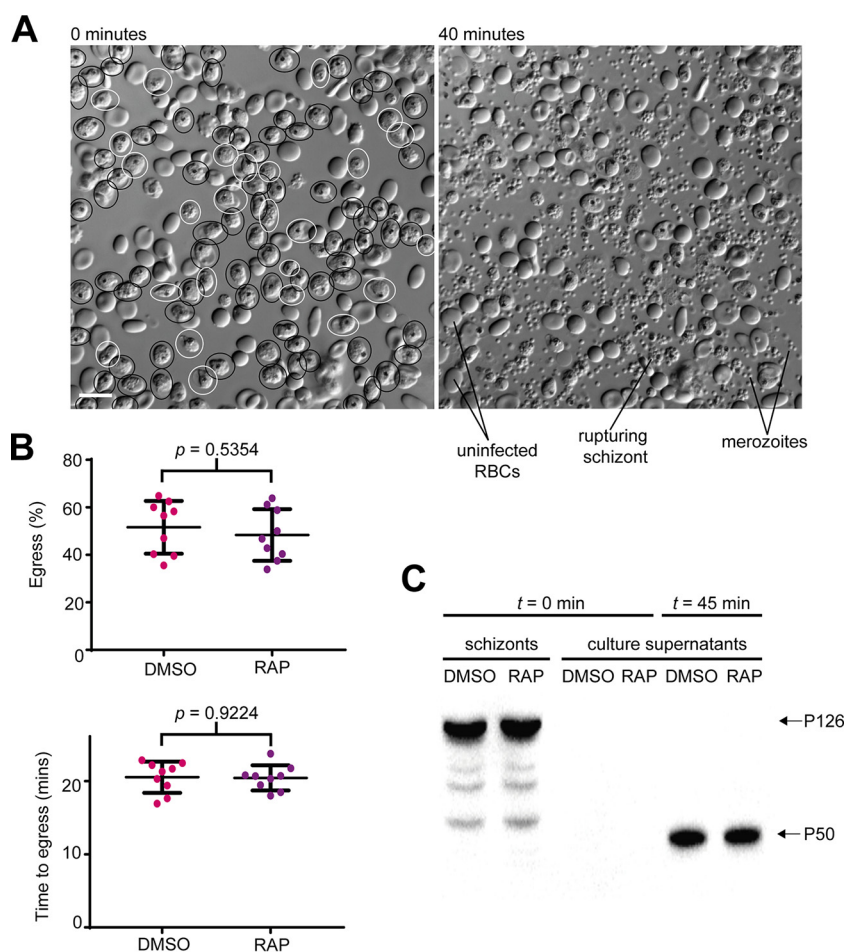 A
0 minutes
40 minutes
uninfected
RBCs
rupturing
schizont
merozoites
B
p = 0.5354
80
60
40
20
0
Egress (%)
DMSO
RAP
p = 0.9224
20
10
0
Time to egress (mins)
DMSO
RAP
C
t = 0 min
t = 45 min
schizonts
culture supernatants
DMSO RAP DMSO RAP DMSO RAP
P126
P50